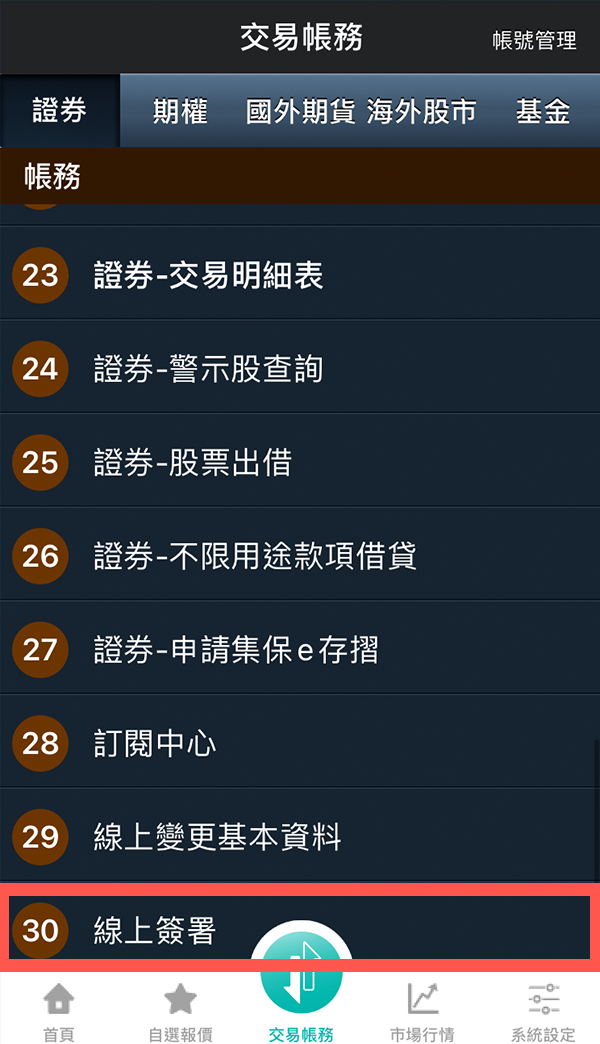 交易帳務 帳號管理
證券 期權 國外期貨 海外股市 基金
帳務
23 證券-交易明細表
24 證券-警示股查詢
25 證券-股票出借
26 證券-不限用途款項借貸
27 證券-申請集保e存摺
28 訂閱中心
29 線上變更基本資料
30 線上簽署
首頁 自選報價 交易帳務 市場行情 系統設定